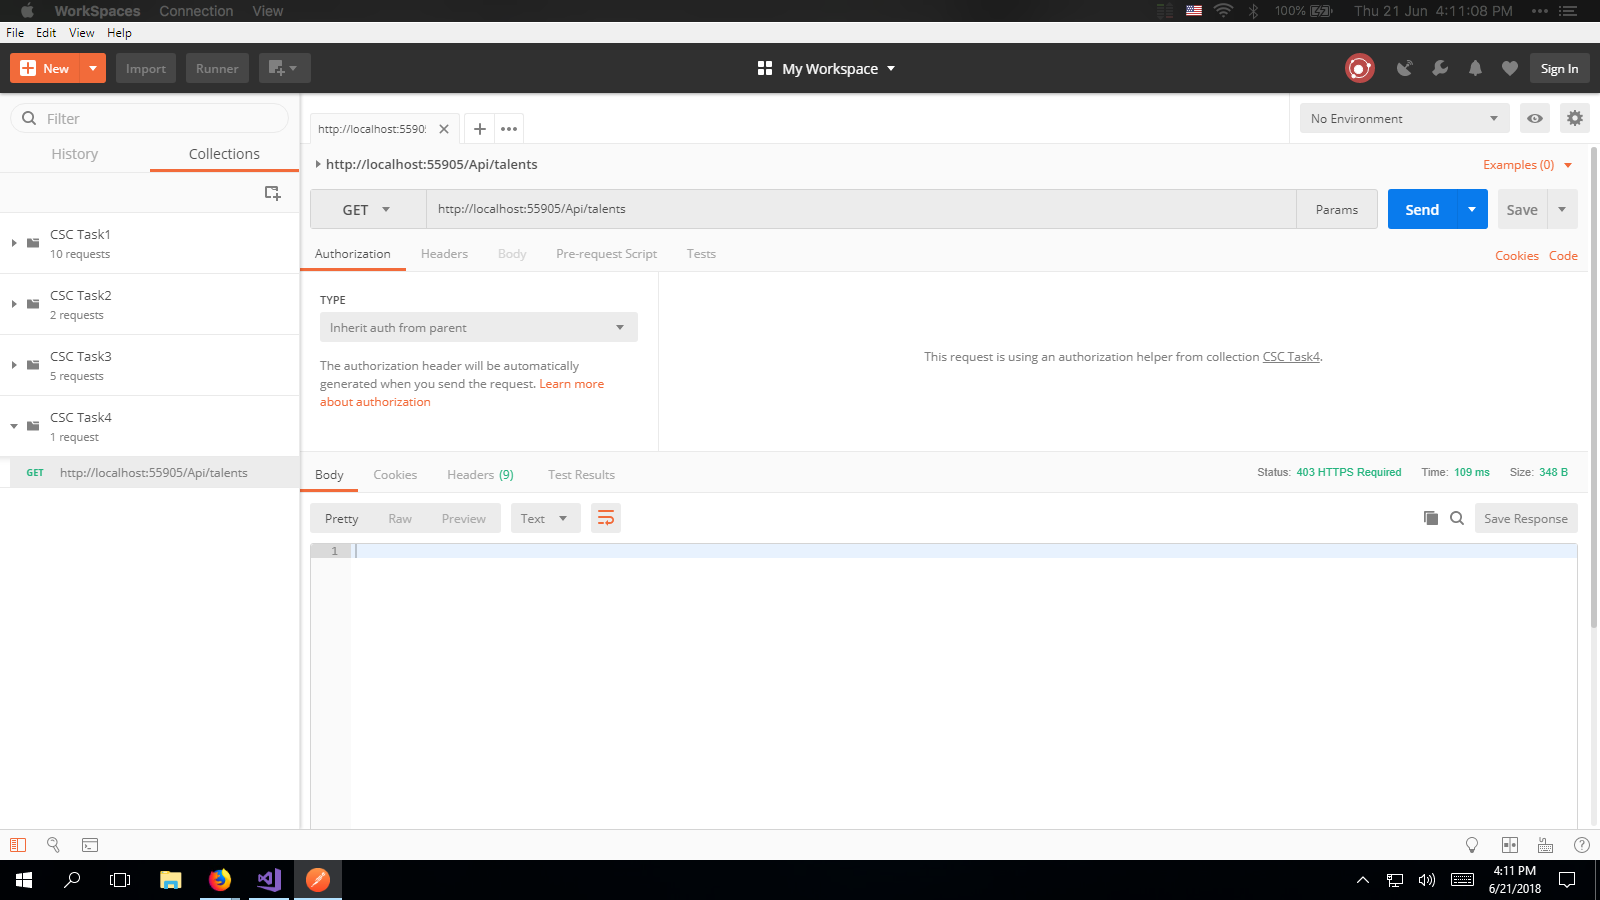 WorkSpaces Connection View 100% Thu 21 Jun 4:11:08 PM
File Edit View Help
New Import Runner My Workspace Sign In
Filter
http://localhost:5590 No Environment
History Collections
http://localhost:55905/Api/talents Examples (0)
GET http://localhost:55905/Api/talents Params Send Save
CSC Task1
10 requests
Authorization Headers Body Pre-request Script Tests Cookies Code
CSC Task2
2 requests
TYPE
Inherit auth from parent
The authorization header will be automatically
generated when you send the request. Learn more
about authorization
This request is using an authorization helper from collection CSC Task4.
CSC Task3
5 requests
CSC Task4
1 request
GET http://localhost:55905/Api/talents
Body Cookies Headers (9) Test Results Status: 403 HTTPS Required Time: 109 ms Size: 348 B
Pretty Raw Preview Text Save Response
1
4:11 PM
6/21/2018